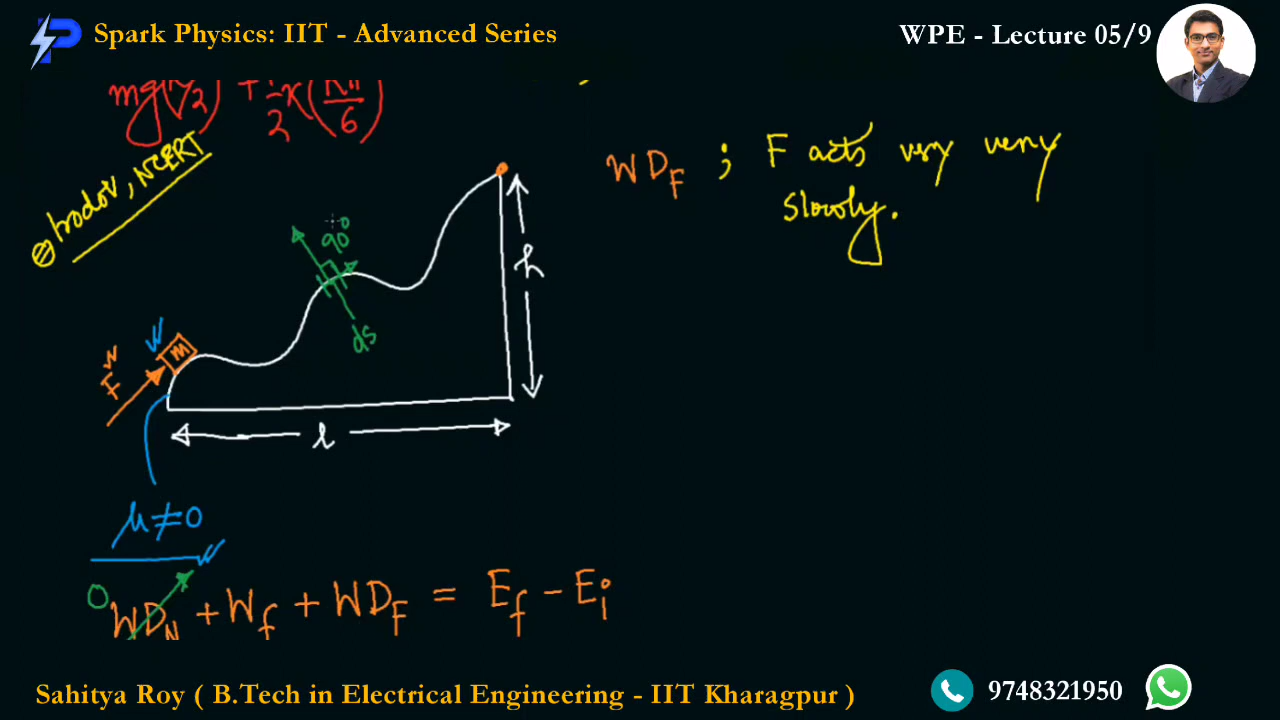 Spark Physics: IIT - Advanced Series
WPE - Lecture 05/9
mg(R/2) + 1/2 K(Rπ/6)
Irodov, NCERT
WD_F ; F acts very very
slowly.
90°
h
ds
m
F
l
μ≠0
0
WD_N + W_f + WD_F = E_f - E_i
Sahitya Roy ( B.Tech in Electrical Engineering - IIT Kharagpur )
9748321950